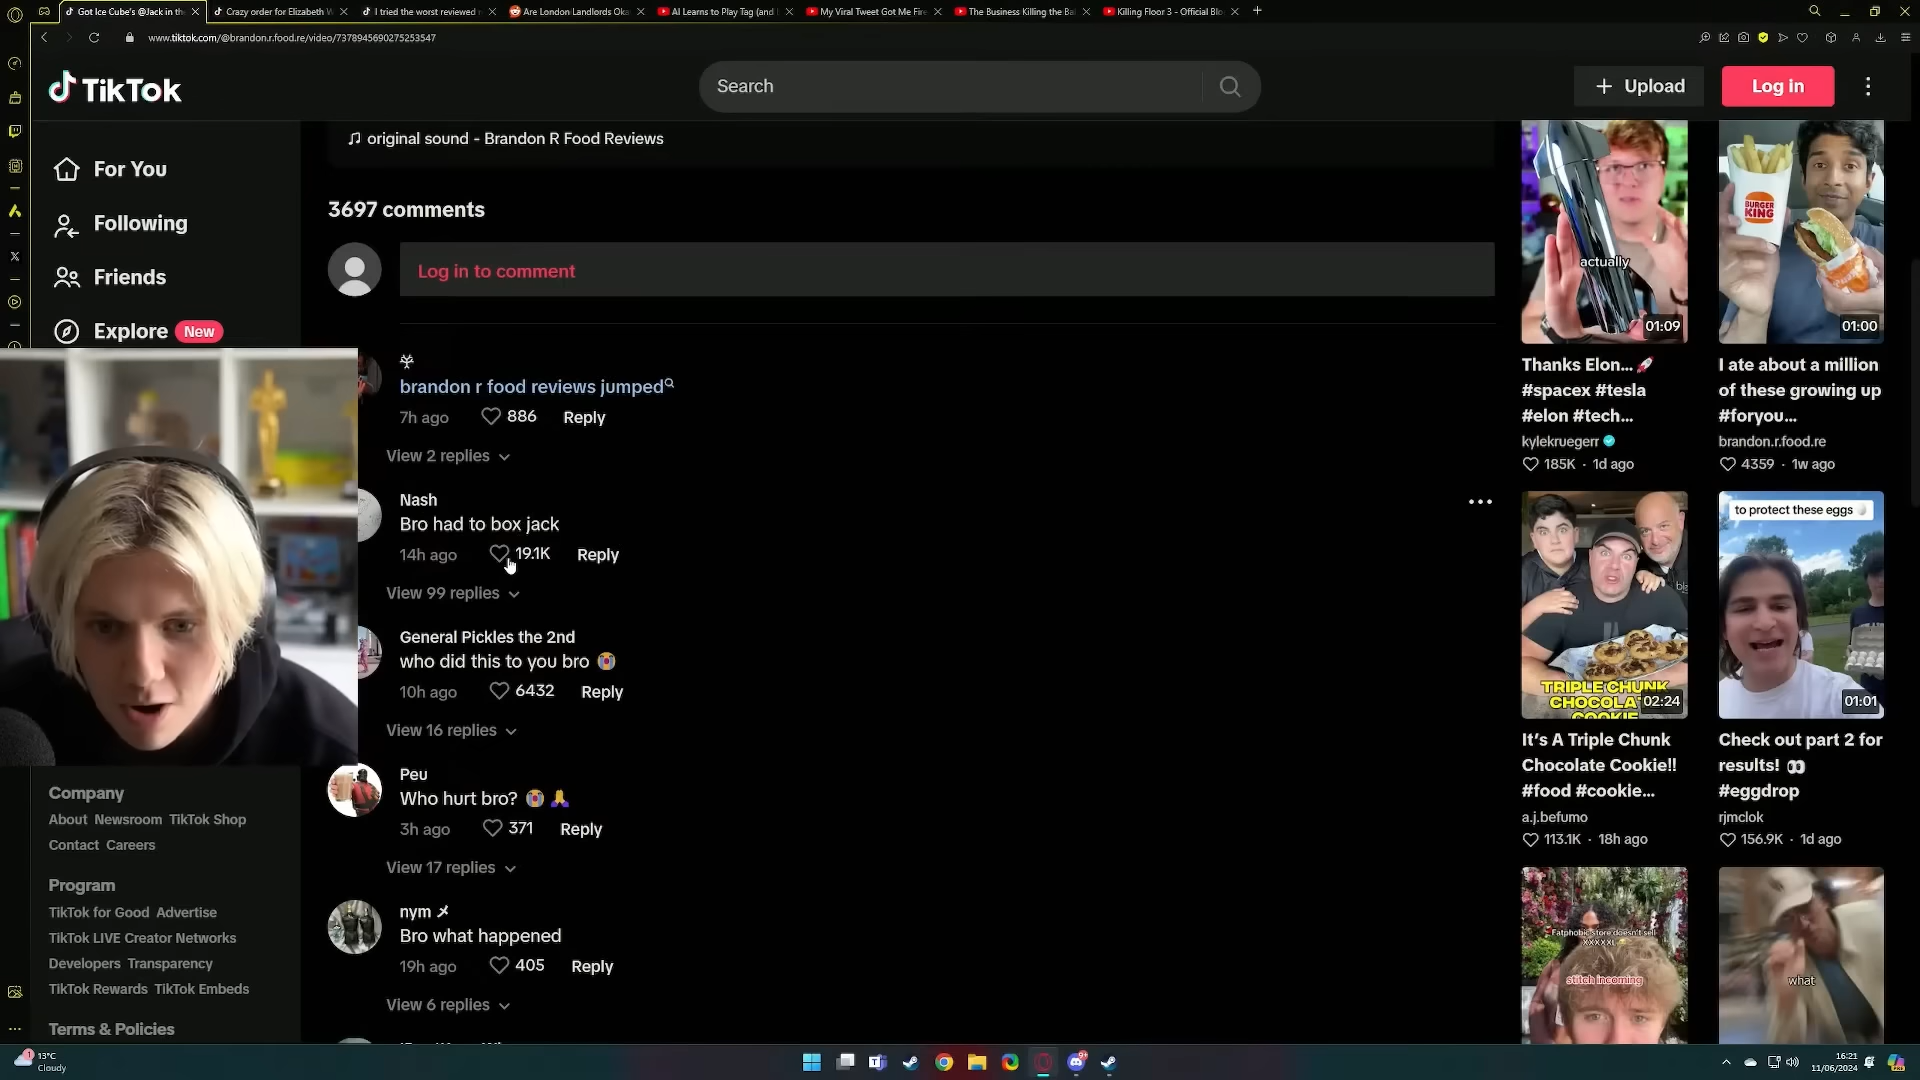 Got Ice Cube's @Jack in th
Crazy order for Elizabeth W
I tried the worst reviewed r
Are London Landlords Oka
AI Learns to Play Tag (and
My Viral Tweet Got Me Fire
The Business Killing the Ba
Killing Floor 3 - Official Blo
www.tiktok.com/@brandon.r.food.re/video/7378945690275253547
TikTok
Search
Upload
Log in
For You
Following
Friends
Explore New
Company
About Newsroom TikTok Shop
Contact Careers
Program
TikTok for Good Advertise
TikTok LIVE Creator Networks
Developers Transparency
TikTok Rewards TikTok Embeds
Terms & Policies
♫ original sound - Brandon R Food Reviews
3697 comments
Log in to comment
brandon r food reviews jumped
7h ago 886 Reply
View 2 replies
Nash
Bro had to box jack
14h ago 19.1K Reply
View 99 replies
General Pickles the 2nd
who did this to you bro 😭
10h ago 6432 Reply
View 16 replies
Peu
Who hurt bro? 😭 🙏
3h ago 371 Reply
View 17 replies
nym メ
Bro what happened
19h ago 405 Reply
View 6 replies
actually
01:09
Thanks Elon... 🚀
#spacex #tesla
#elon #tech...
kylekruegerr
185K · 1d ago
BURGER
KING
01:00
I ate about a million
of these growing up
#foryou...
brandon.r.food.re
4359 · 1w ago
TRIPLE CHUNK
CHOCOLAT
COOKIE
02:24
It's A Triple Chunk
Chocolate Cookie!!
#food #cookie...
a.j.befumo
113.1K · 18h ago
to protect these eggs 🥚
01:01
Check out part 2 for
results! 👀
#eggdrop
rjmclok
156.9K · 1d ago
Fatphobic store doesn't sell
XXXXXL
stitch incoming
what
13°C
Cloudy
16:21
11/06/2024